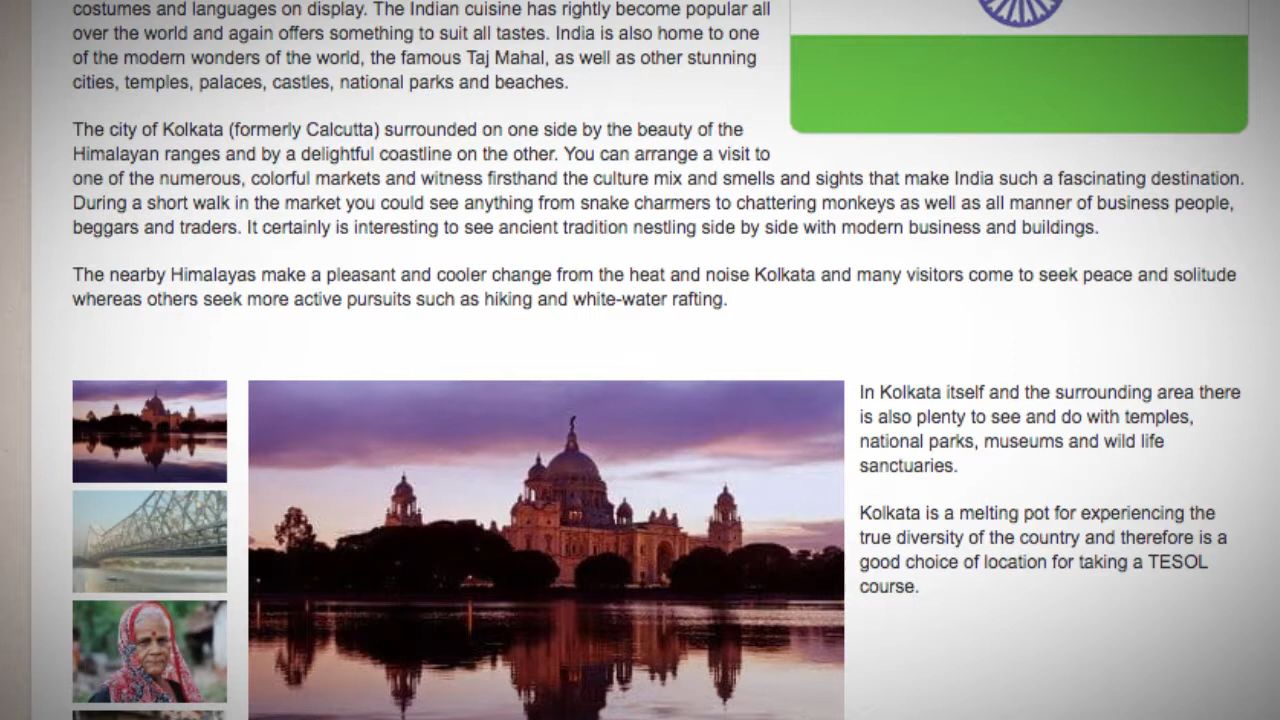 costumes and languages on display. The Indian cuisine has rightly become popular all
over the world and again offers something to suit all tastes. India is also home to one
of the modern wonders of the world, the famous Taj Mahal, as well as other stunning
cities, temples, palaces, castles, national parks and beaches.
The city of Kolkata (formerly Calcutta) surrounded on one side by the beauty of the
Himalayan ranges and by a delightful coastline on the other. You can arrange a visit to
one of the numerous, colorful markets and witness firsthand the culture mix and smells and sights that make India such a fascinating destination.
During a short walk in the market you could see anything from snake charmers to chattering monkeys as well as all manner of business people,
beggars and traders. It certainly is interesting to see ancient tradition nestling side by side with modern business and buildings.
The nearby Himalayas make a pleasant and cooler change from the heat and noise Kolkata and many visitors come to seek peace and solitude
whereas others seek more active pursuits such as hiking and white-water rafting.
In Kolkata itself and the surrounding area there
is also plenty to see and do with temples,
national parks, museums and wild life
sanctuaries.
Kolkata is a melting pot for experiencing the
true diversity of the country and therefore is a
good choice of location for taking a TESOL
course.